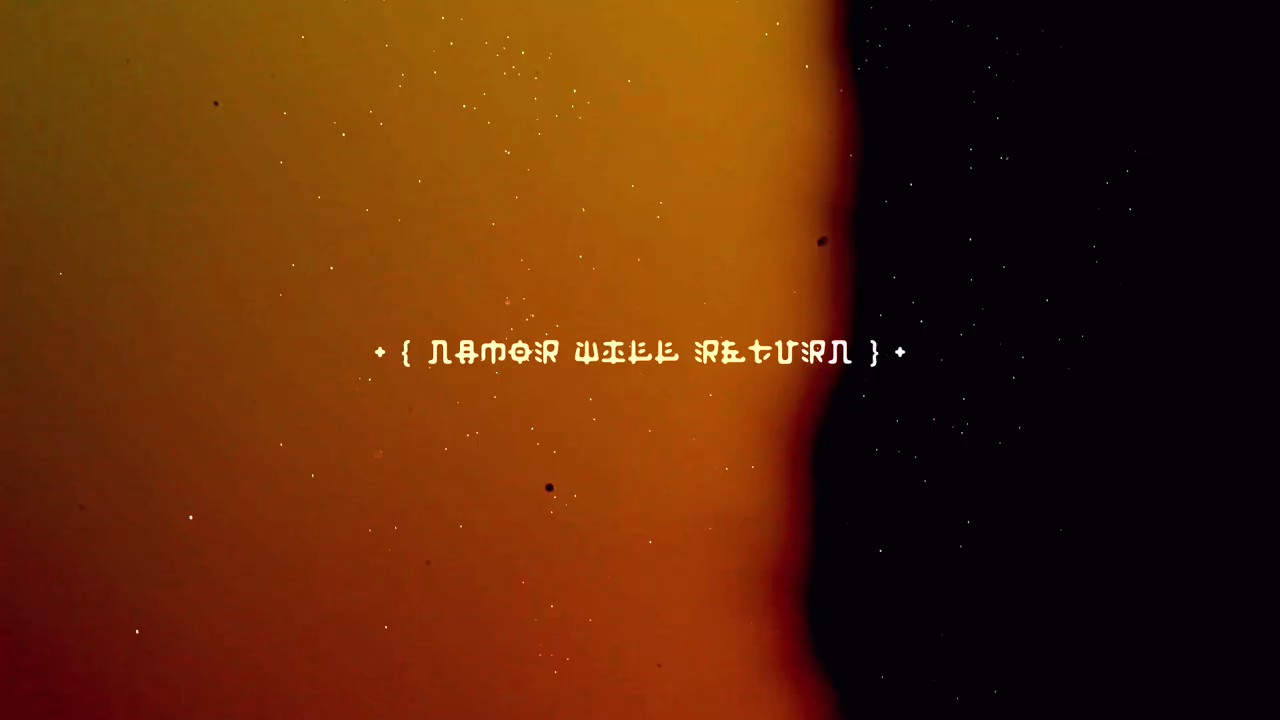 + { NAMOR WILL RETURN } +